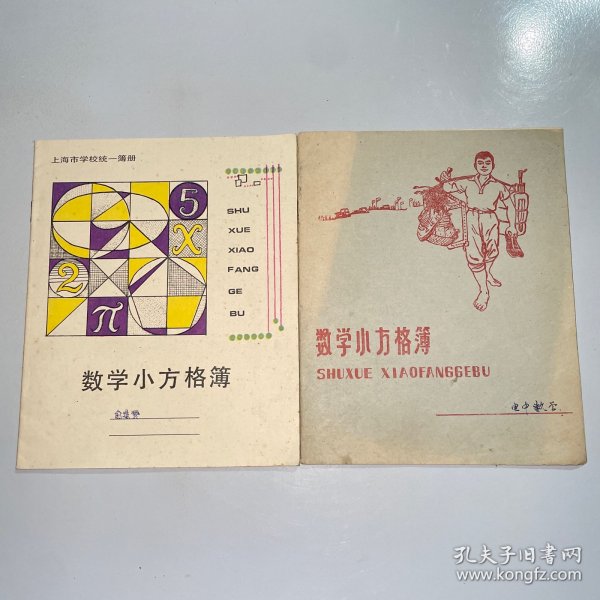 上海市学校统一簿册
5
x
2
π
SHU
XUE
XIAO
FANG
GE
BU
数学小方格簿
数学小方格簿
SHUXUE XIAOFANGGEBU
孔夫子旧书网
www.kongfz.com